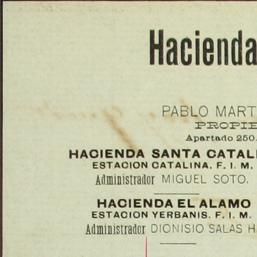 Hacienda
PABLO MART
PROPIE
Apartado 250.
HACIENDA SANTA CATAL
ESTACION CATALINA, F. I. M.
Administrador MIGUEL SOTO.
HACIENDA EL ALAMO
ESTACION YERBANIS, F. I. M.
Administrador DIONISIO SALAS H